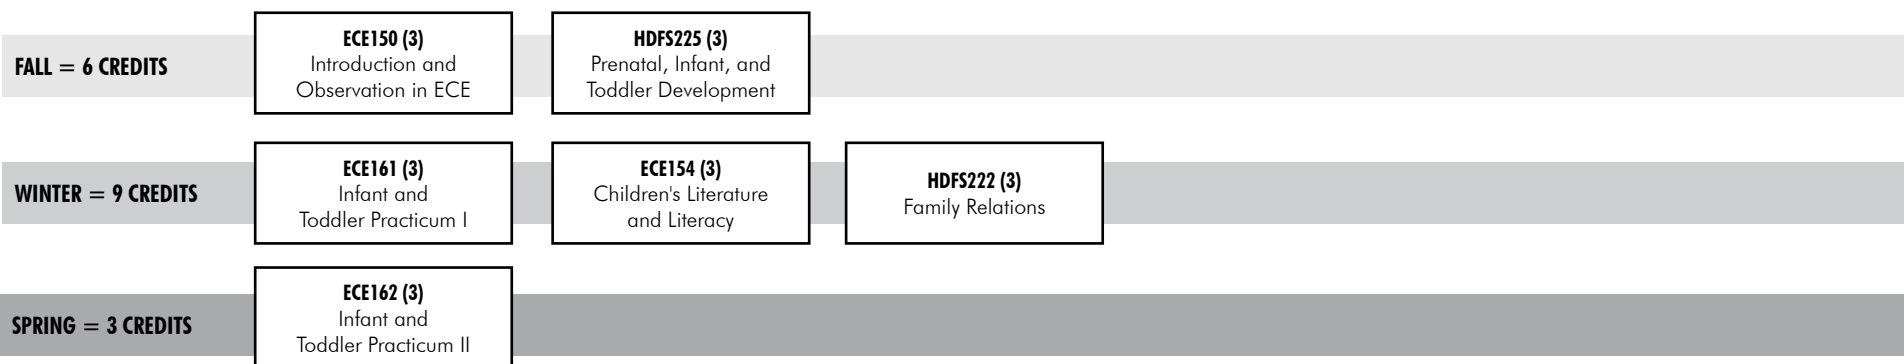 FALL = 6 CREDITS
ECE150 (3)
Introduction and
Observation in ECE
HDFS225 (3)
Prenatal, Infant, and
Toddler Development
WINTER = 9 CREDITS
ECE161 (3)
Infant and
Toddler Practicum I
ECE154 (3)
Children's Literature
and Literacy
HDFS222 (3)
Family Relations
SPRING = 3 CREDITS
ECE162 (3)
Infant and
Toddler Practicum II